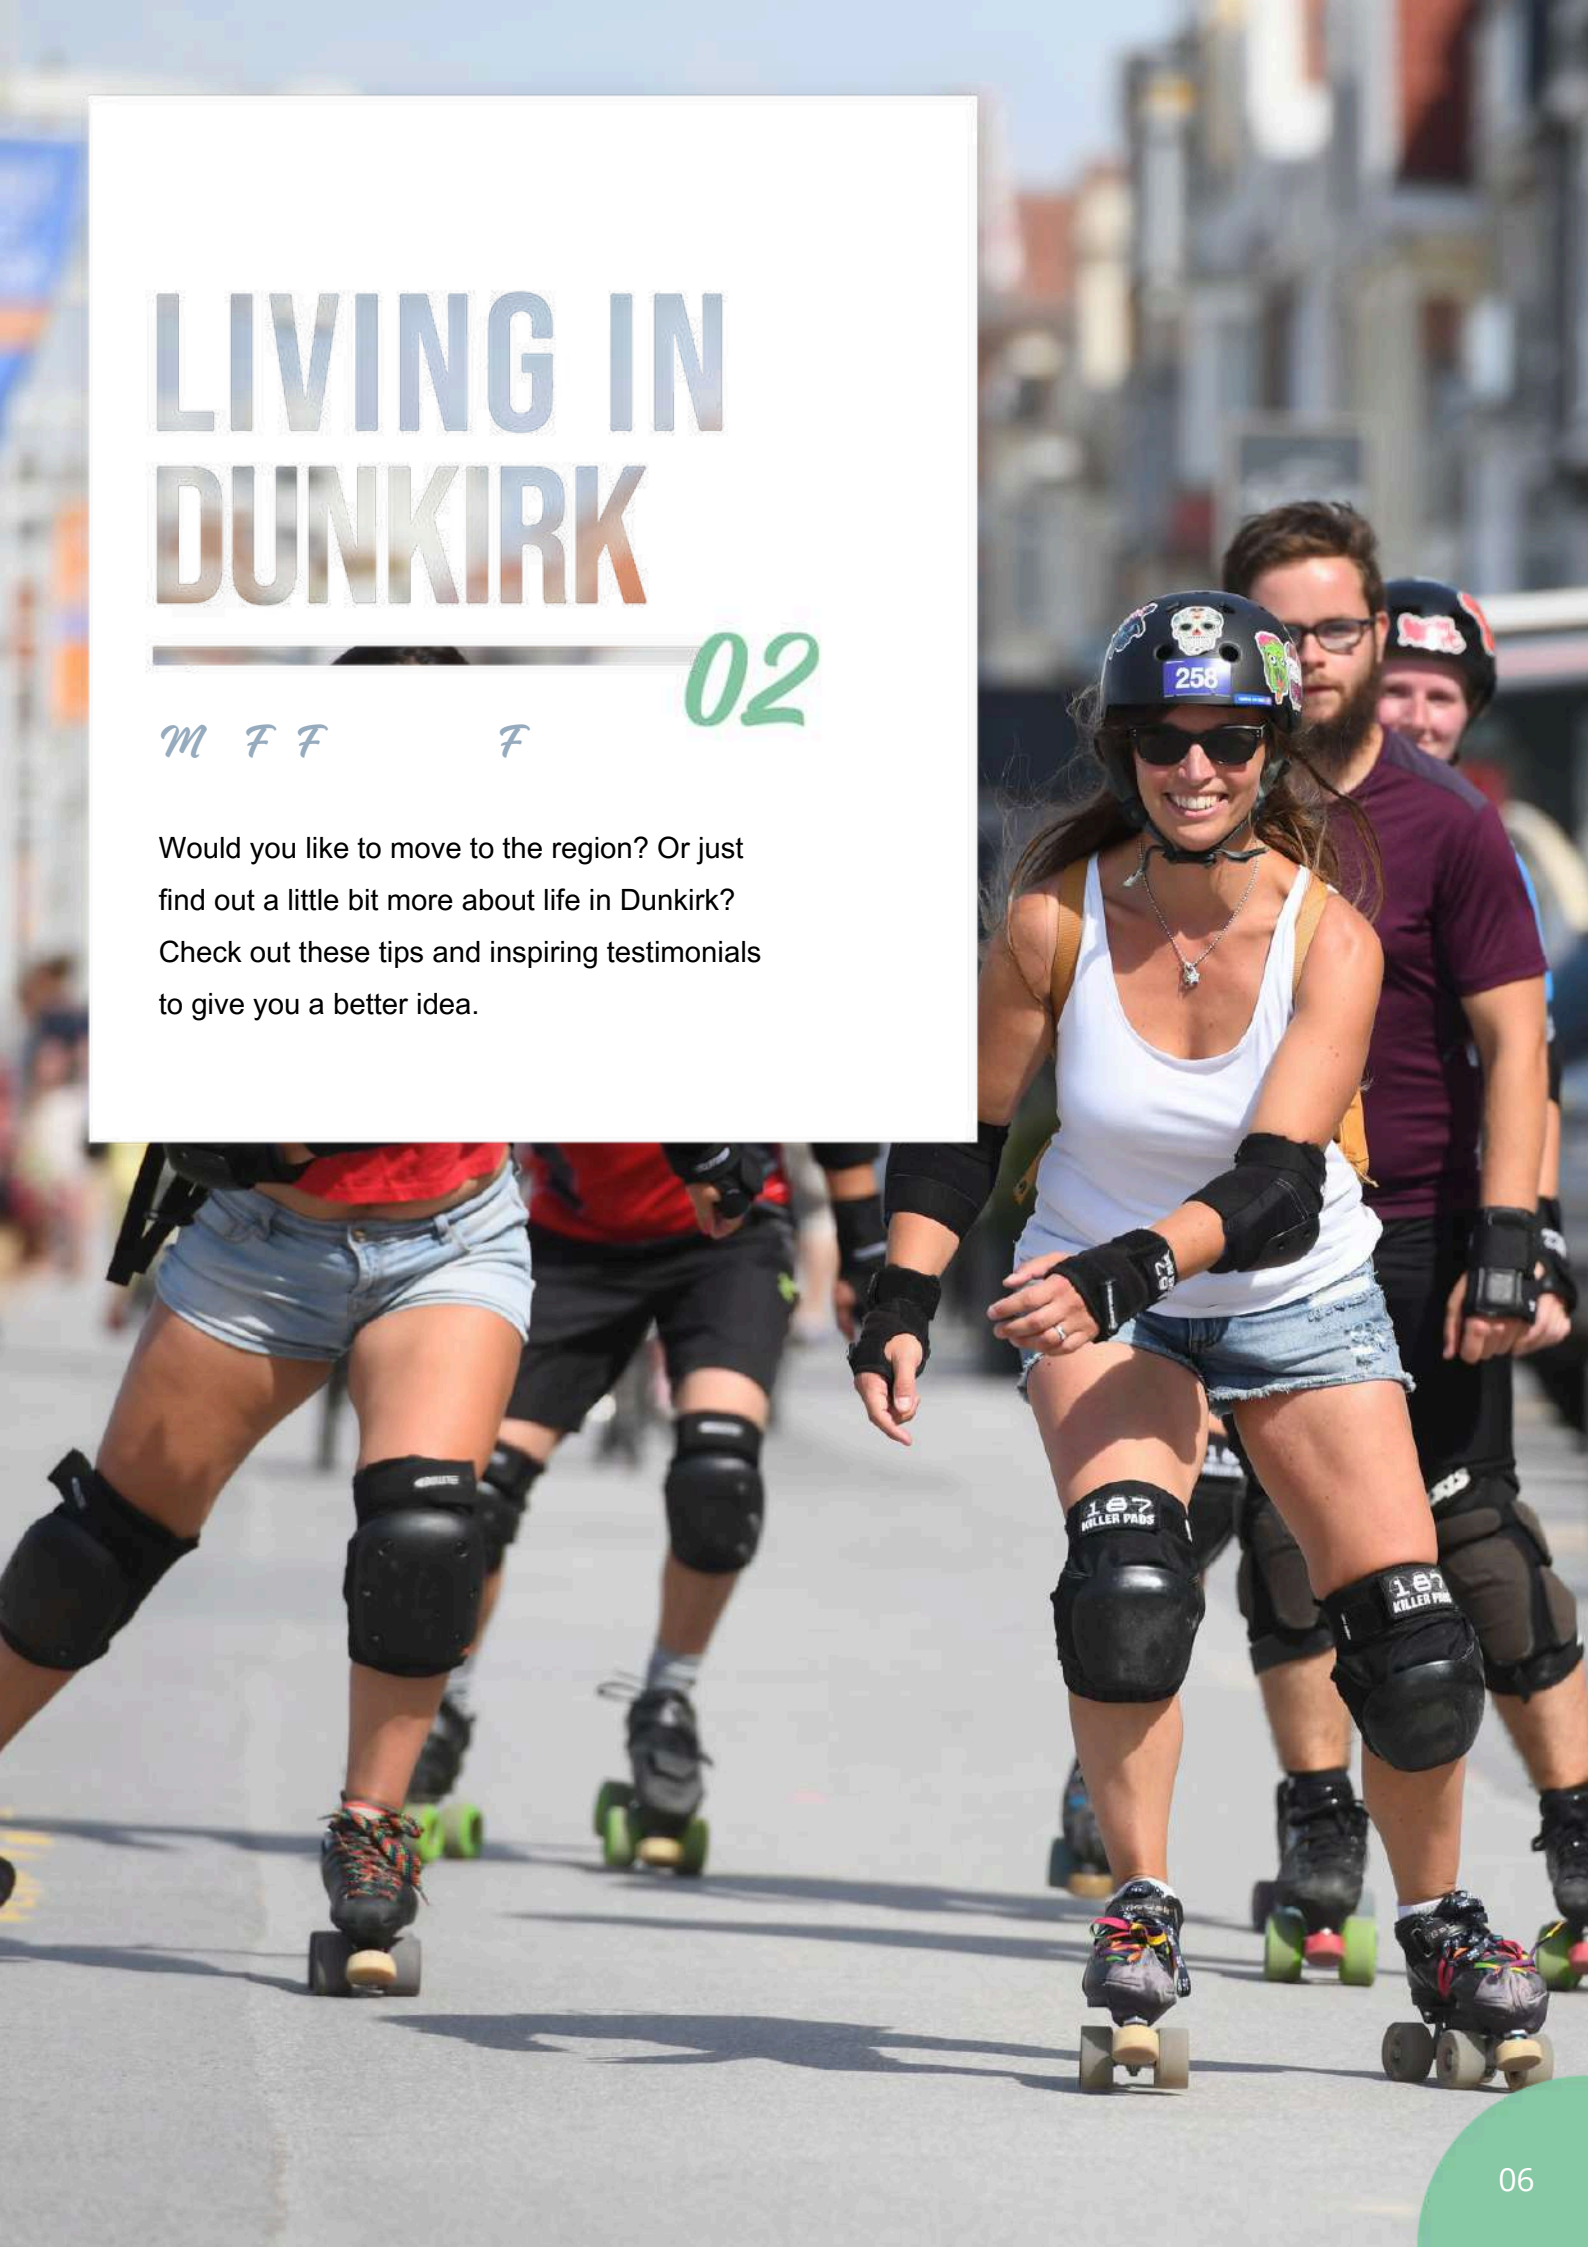 LIVING IN
DUNKIRK
02
M F F F
Would you like to move to the region? Or just
find out a little bit more about life in Dunkirk?
Check out these tips and inspiring testimonials
to give you a better idea.
258
187
KILLER PADS
187
KILLER
06